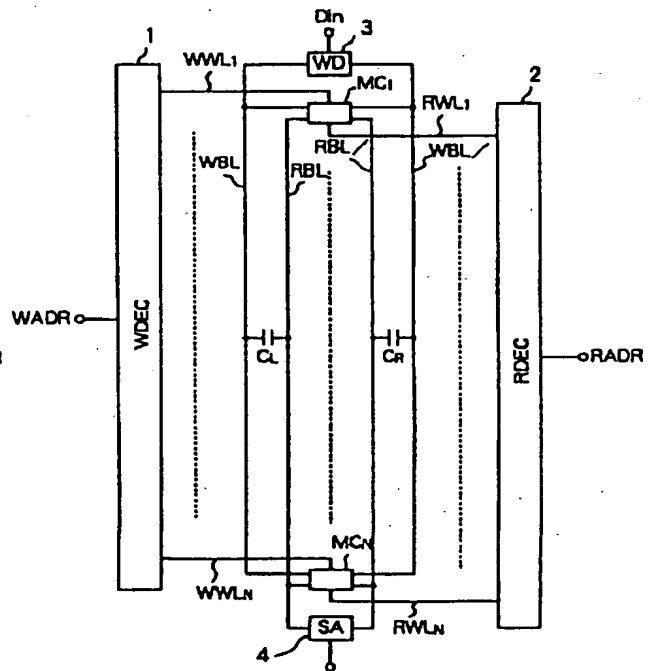 Din
1
3
WWL1
WD
MC1
2
RWL1
RBL
WBL
WBL
RBL
WADR
WDEC
CL
CR
RDEC
RADR
MCN
WWLN
SA
RWLN
4